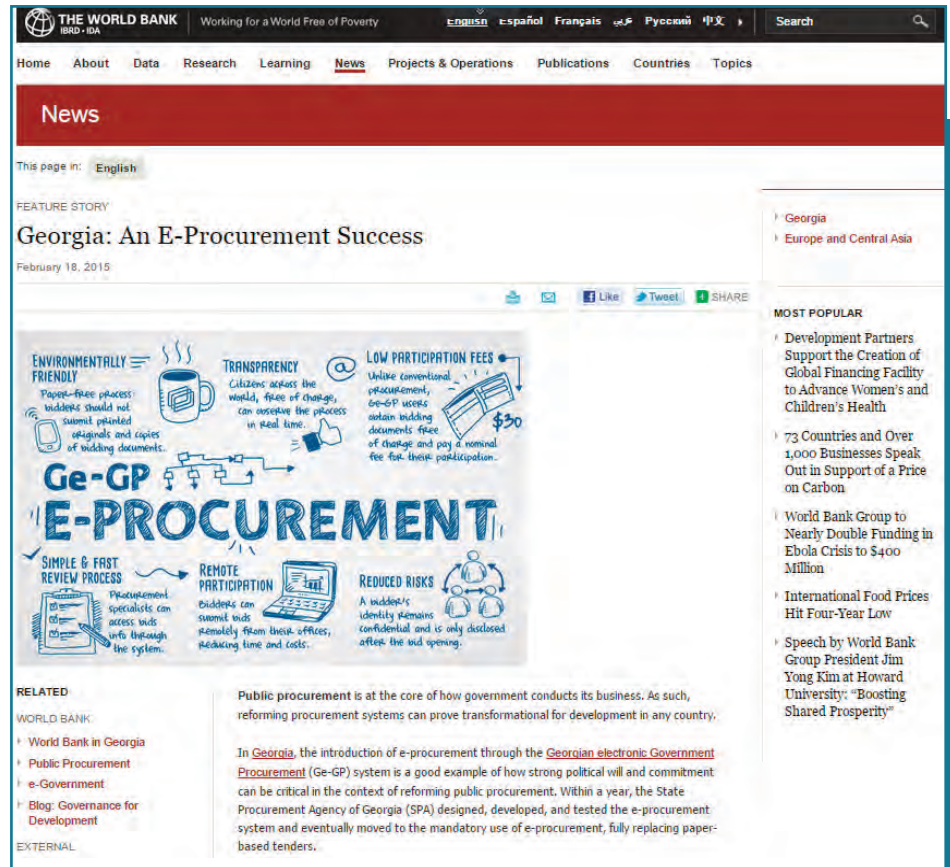 THE WORLD BANK
IBRD • IDA
Working for a World Free of Poverty
English Español Français عربي Русский 中文
Search
Home About Data Research Learning News Projects & Operations Publications Countries Topics
News
This page in: English
FEATURE STORY
Georgia: An E-Procurement Success
February 18, 2015
Like Tweet SHARE
ENVIRONMENTALLY
FRIENDLY
Paper-free process
bidders should not
submit printed
originals and copies
of bidding documents.
TRANSPARENCY
Citizens across the
world, free of charge,
can observe the process
in real time.
@
LOW PARTICIPATION FEES
Unlike conventional
procurement,
Ge-GP users
obtain bidding
documents free
of charge and pay a nominal
fee for their participation.
$30
Ge-GP
E-PROCUREMENT
SIMPLE & FAST
REVIEW PROCESS
Procurement
specialists can
access bids
info through
the system.
REMOTE
PARTICIPATION
Bidders can
submit bids
remotely from their offices,
reducing time and costs.
REDUCED RISKS
A bidder's
identity remains
confidential and is only disclosed
after the bid opening.
RELATED
WORLD BANK
World Bank in Georgia
Public Procurement
e-Government
Blog: Governance for
Development
EXTERNAL
Public procurement is at the core of how government conducts its business. As such,
reforming procurement systems can prove transformational for development in any country.
In Georgia, the introduction of e-procurement through the Georgian electronic Government
Procurement (Ge-GP) system is a good example of how strong political will and commitment
can be critical in the context of reforming public procurement. Within a year, the State
Procurement Agency of Georgia (SPA) designed, developed, and tested the e-procurement
system and eventually moved to the mandatory use of e-procurement, fully replacing paper-
based tenders.
Georgia
Europe and Central Asia
MOST POPULAR
Development Partners
Support the Creation of
Global Financing Facility
to Advance Women's and
Children's Health
73 Countries and Over
1,000 Businesses Speak
Out in Support of a Price
on Carbon
World Bank Group to
Nearly Double Funding in
Ebola Crisis to $400
Million
International Food Prices
Hit Four-Year Low
Speech by World Bank
Group President Jim
Yong Kim at Howard
University: "Boosting
Shared Prosperity"